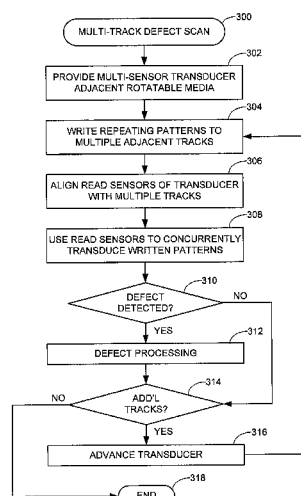 MULTI-TRACK DEFECT SCAN
300
302
PROVIDE MULTI-SENSOR TRANSDUCER
ADJACENT ROTATABLE MEDIA
304
WRITE REPEATING PATTERNS TO
MULTIPLE ADJACENT TRACKS
306
ALIGN READ SENSORS OF TRANSDUCER
WITH MULTIPLE TRACKS
308
USE READ SENSORS TO CONCURRENTLY
TRANSDUCE WRITTEN PATTERNS
310
DEFECT
DETECTED?
NO
YES
312
DEFECT PROCESSING
314
NO
ADD'L
TRACKS?
YES
316
ADVANCE TRANSDUCER
318
END